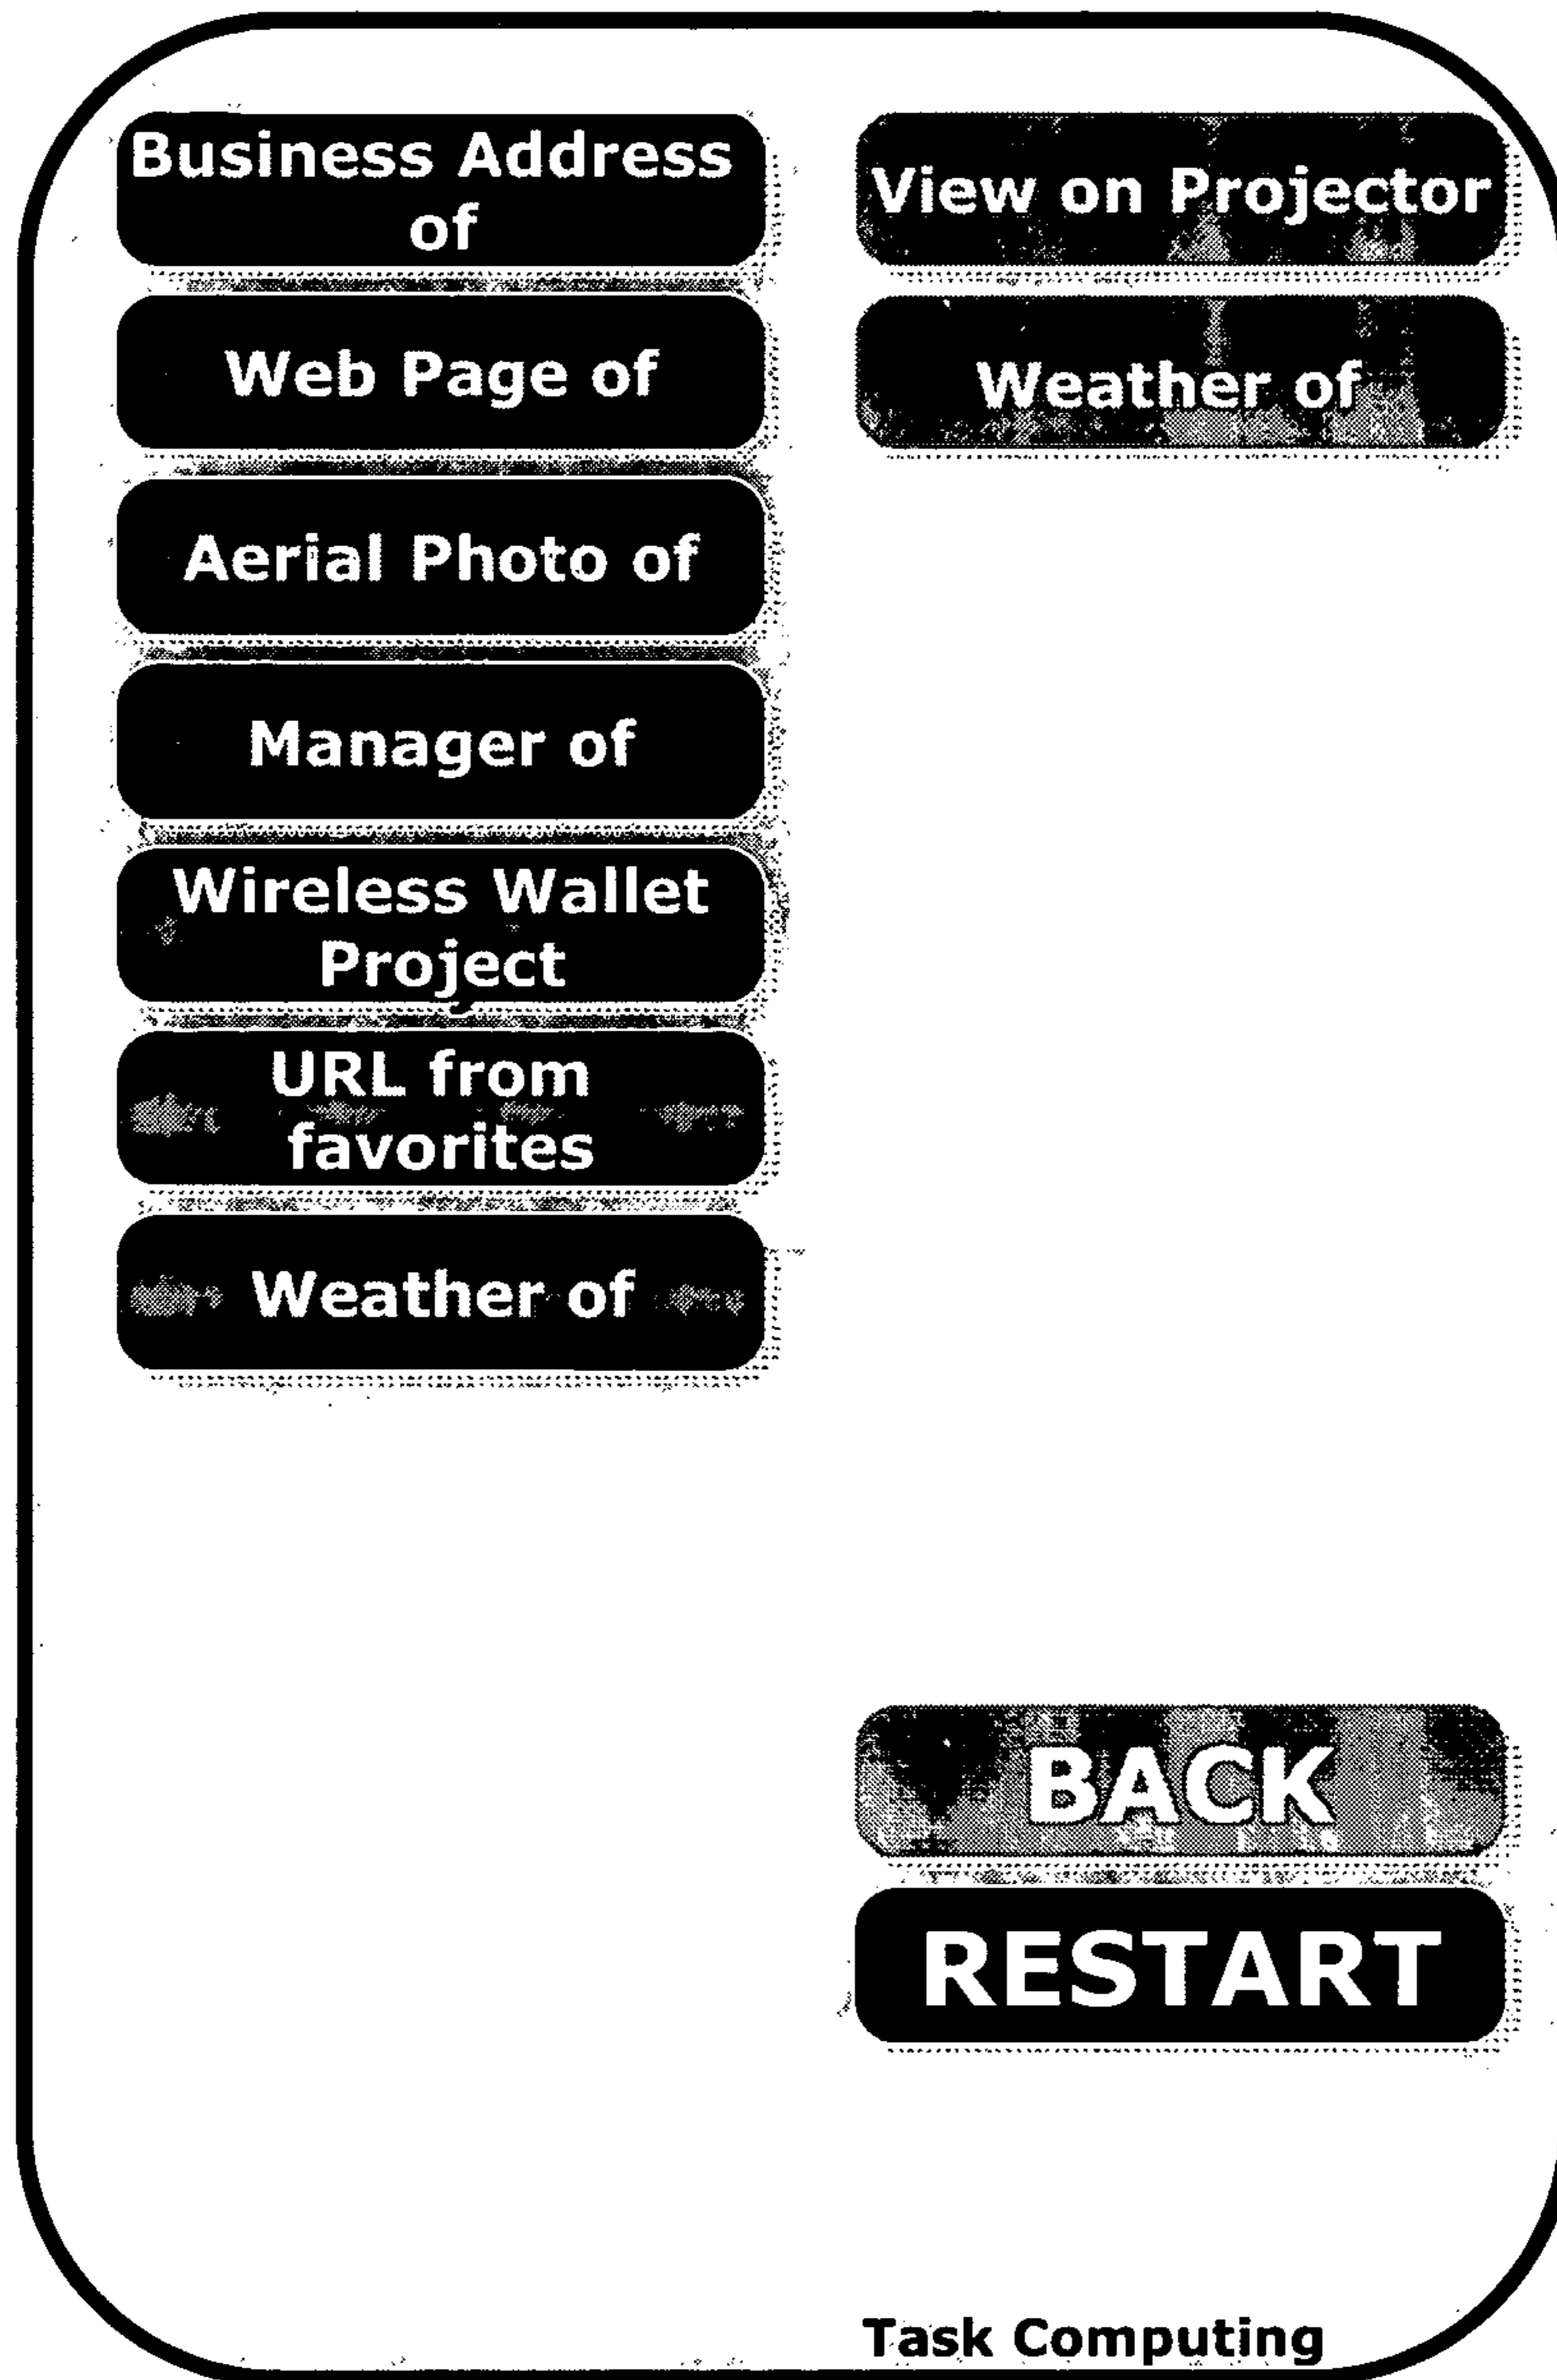 Business Address
of
Web Page of
Aerial Photo of
Manager of
Wireless Wallet
Project
URL from
favorites
Weather of
View on Projector
Weather of
BACK
RESTART
Task Computing